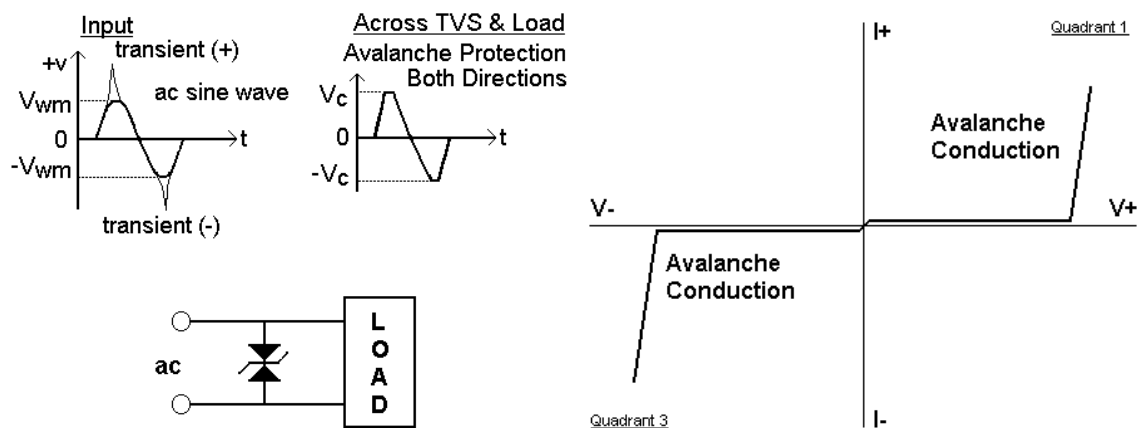 Input
transient (+)
+v
Vwm
ac sine wave
0
t
-Vwm
transient (-)
Across TVS & Load
Avalanche Protection
Both Directions
Vc
0
t
-Vc
ac
L
O
A
D
I+
Quadrant 1
Avalanche
Conduction
V-
V+
Avalanche
Conduction
Quadrant 3
I-